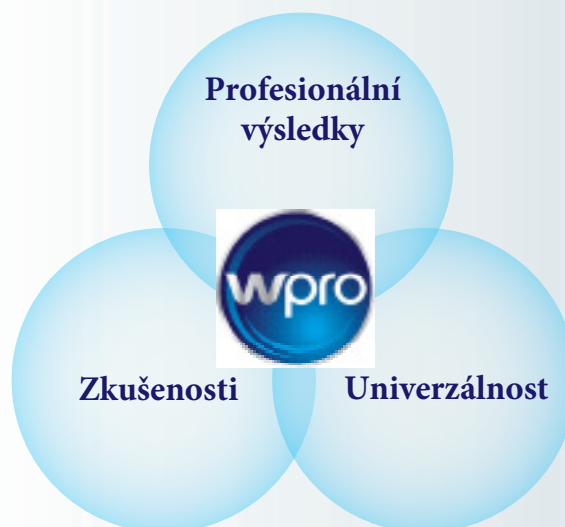 Profesionální
výsledky
wpro
Zkušenosti
Univerzálnost